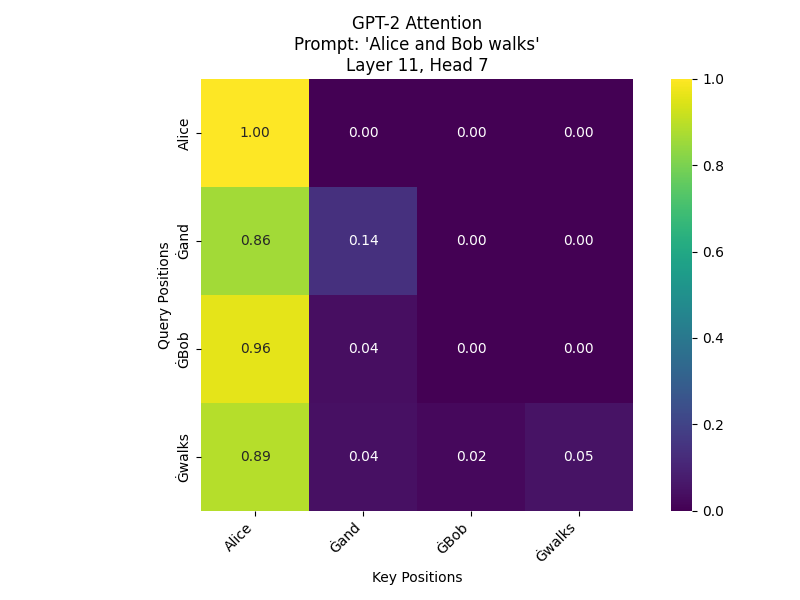 GPT-2 Attention
Prompt: 'Alice and Bob walks'
Layer 11, Head 7
Query Positions
Alice
1.00 0.00 0.00 0.00
Ġand
0.86 0.14 0.00 0.00
ĠBob
0.96 0.04 0.00 0.00
Ġwalks
0.89 0.04 0.02 0.05
Alice Ġand ĠBob Ġwalks
Key Positions
1.0
0.8
0.6
0.4
0.2
0.0